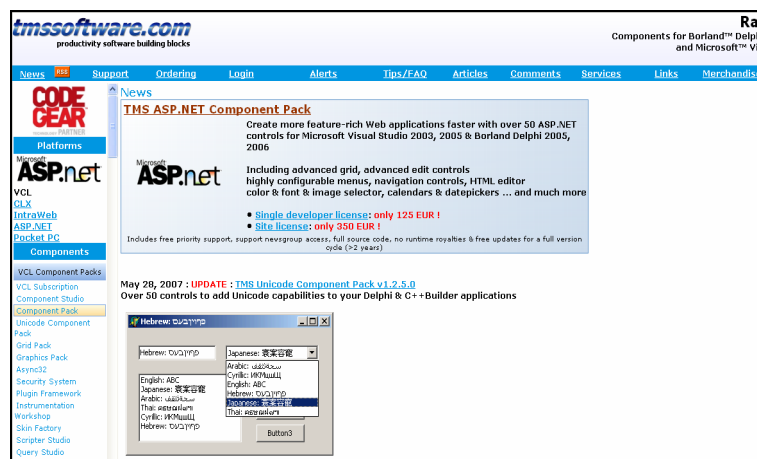 tmssoftware.com
productivity software building blocks
Ra
Components for Borland™ Delph
and Microsoft™ Vi
News RSS Support Ordering Login Alerts Tips/FAQ Articles Comments Services Links Merchandise
CODE
GEAR
TECHNOLOGY PARTNER
Platforms
Microsoft
ASP.net
VCL
CLX
IntraWeb
ASP.NET
Pocket PC
Components
VCL Component Packs
VCL Subscription
Component Studio
Component Pack
Unicode Component
Pack
Grid Pack
Graphics Pack
Async32
Security System
Plugin Framework
Instrumentation
Workshop
Skin Factory
Scripter Studio
Query Studio
News
TMS ASP.NET Component Pack
Microsoft
ASP.net
Create more feature-rich Web applications faster with over 50 ASP.NET
controls for Microsoft Visual Studio 2003, 2005 & Borland Delphi 2005,
2006
Including advanced grid, advanced edit controls
highly configurable menus, navigation controls, HTML editor
color & font & image selector, calendars & datepickers ... and much more
• Single developer license: only 125 EUR !
• Site license: only 350 EUR !
Includes free priority support, support newsgroup access, full source code, no runtime royalties & free updates for a full version
cycle (>2 years)
May 28, 2007 : UPDATE : TMS Unicode Component Pack v1.2.5.0
Over 50 controls to add Unicode capabilities to your Delphi & C++Builder applications
Hebrew:
Hebrew:
Japanese:
Arabic:
Cyrillic: ИКМшшЩ
English: ABC
Hebrew:
Japanese:
Thai:
English: ABC
Japanese:
Arabic:
Thai:
Cyrillic: ИКМшшЩ
Hebrew:
Button3